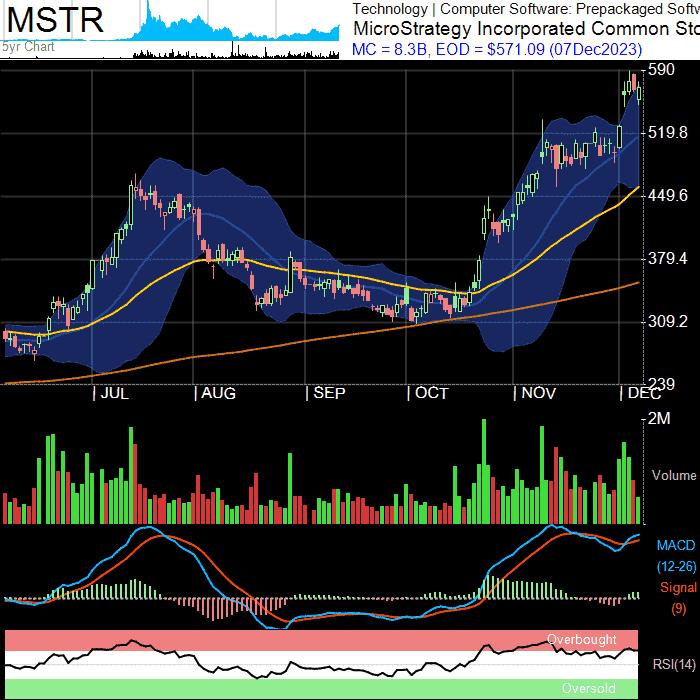 MSTR
5yr Chart
Technology | Computer Software: Prepackaged Softw
MicroStrategy Incorporated Common Sto
MC = 8.3B, EOD = $571.09 (07Dec2023)
590
519.8
449.6
379.4
309.2
239
JUL AUG SEP OCT NOV DEC
2M
Volume
MACD
(12-26)
Signal
(9)
Overbought
RSI(14)
Oversold